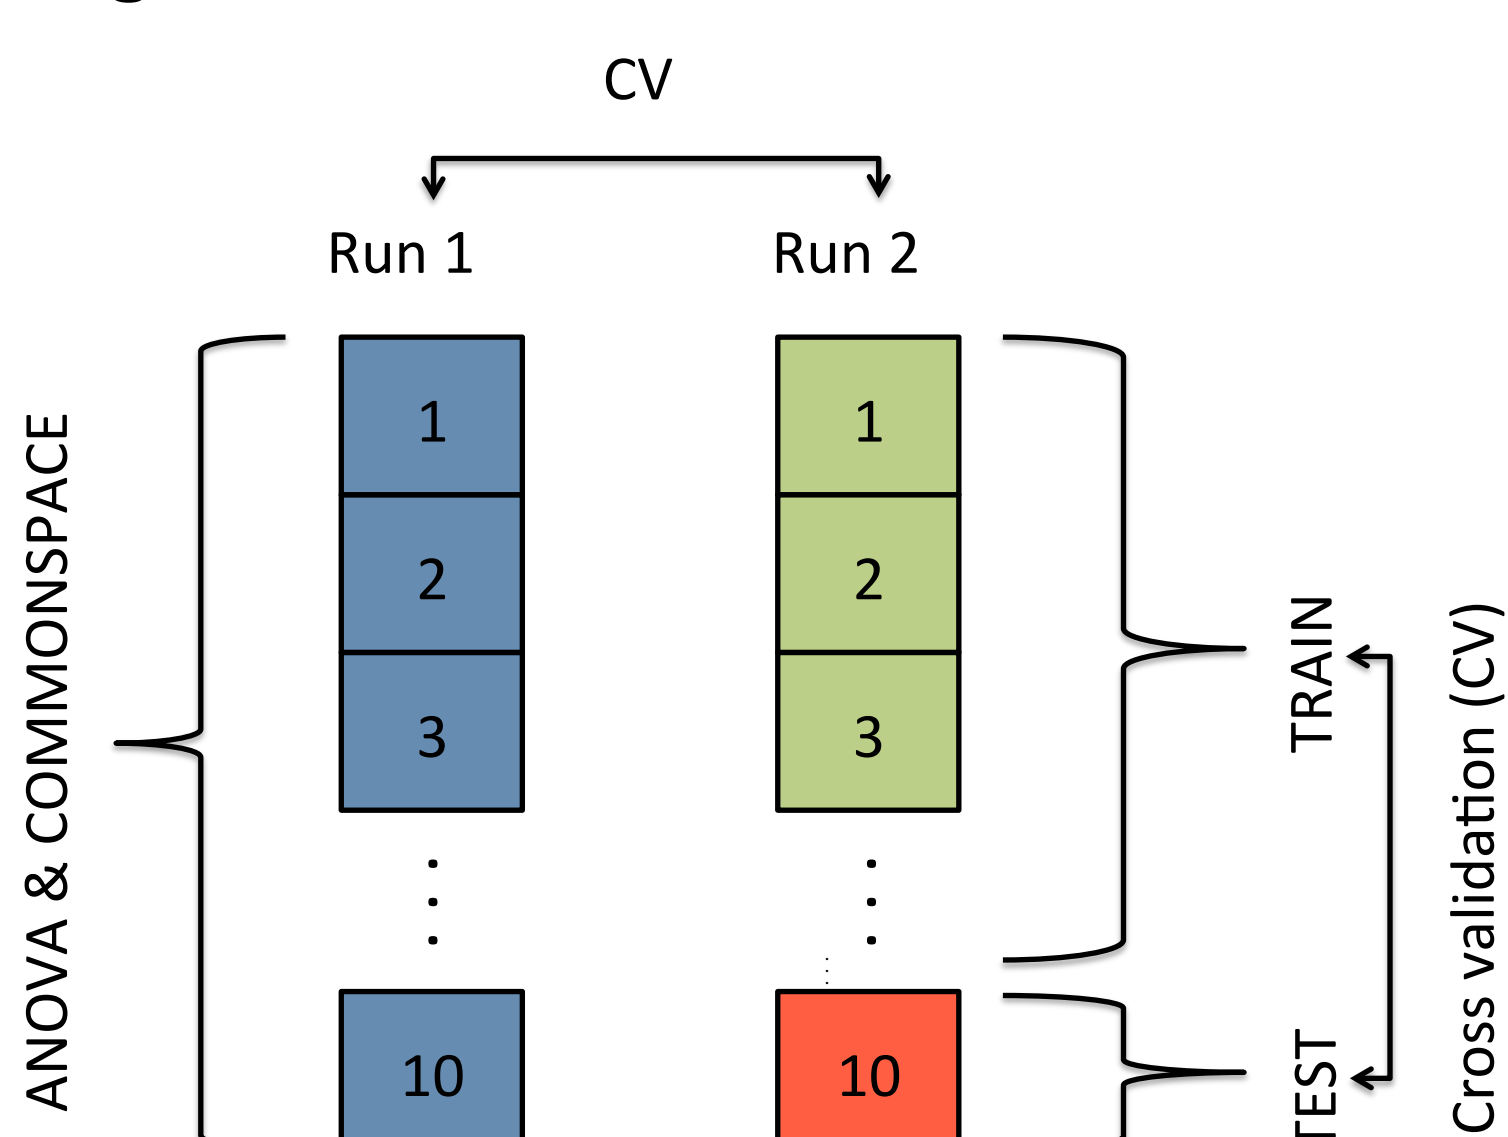 CV
Run 1
Run 2
ANOVA & COMMONSPACE
1
1
2
2
3
3
10
10
TRAIN
TEST
Cross validation (CV)